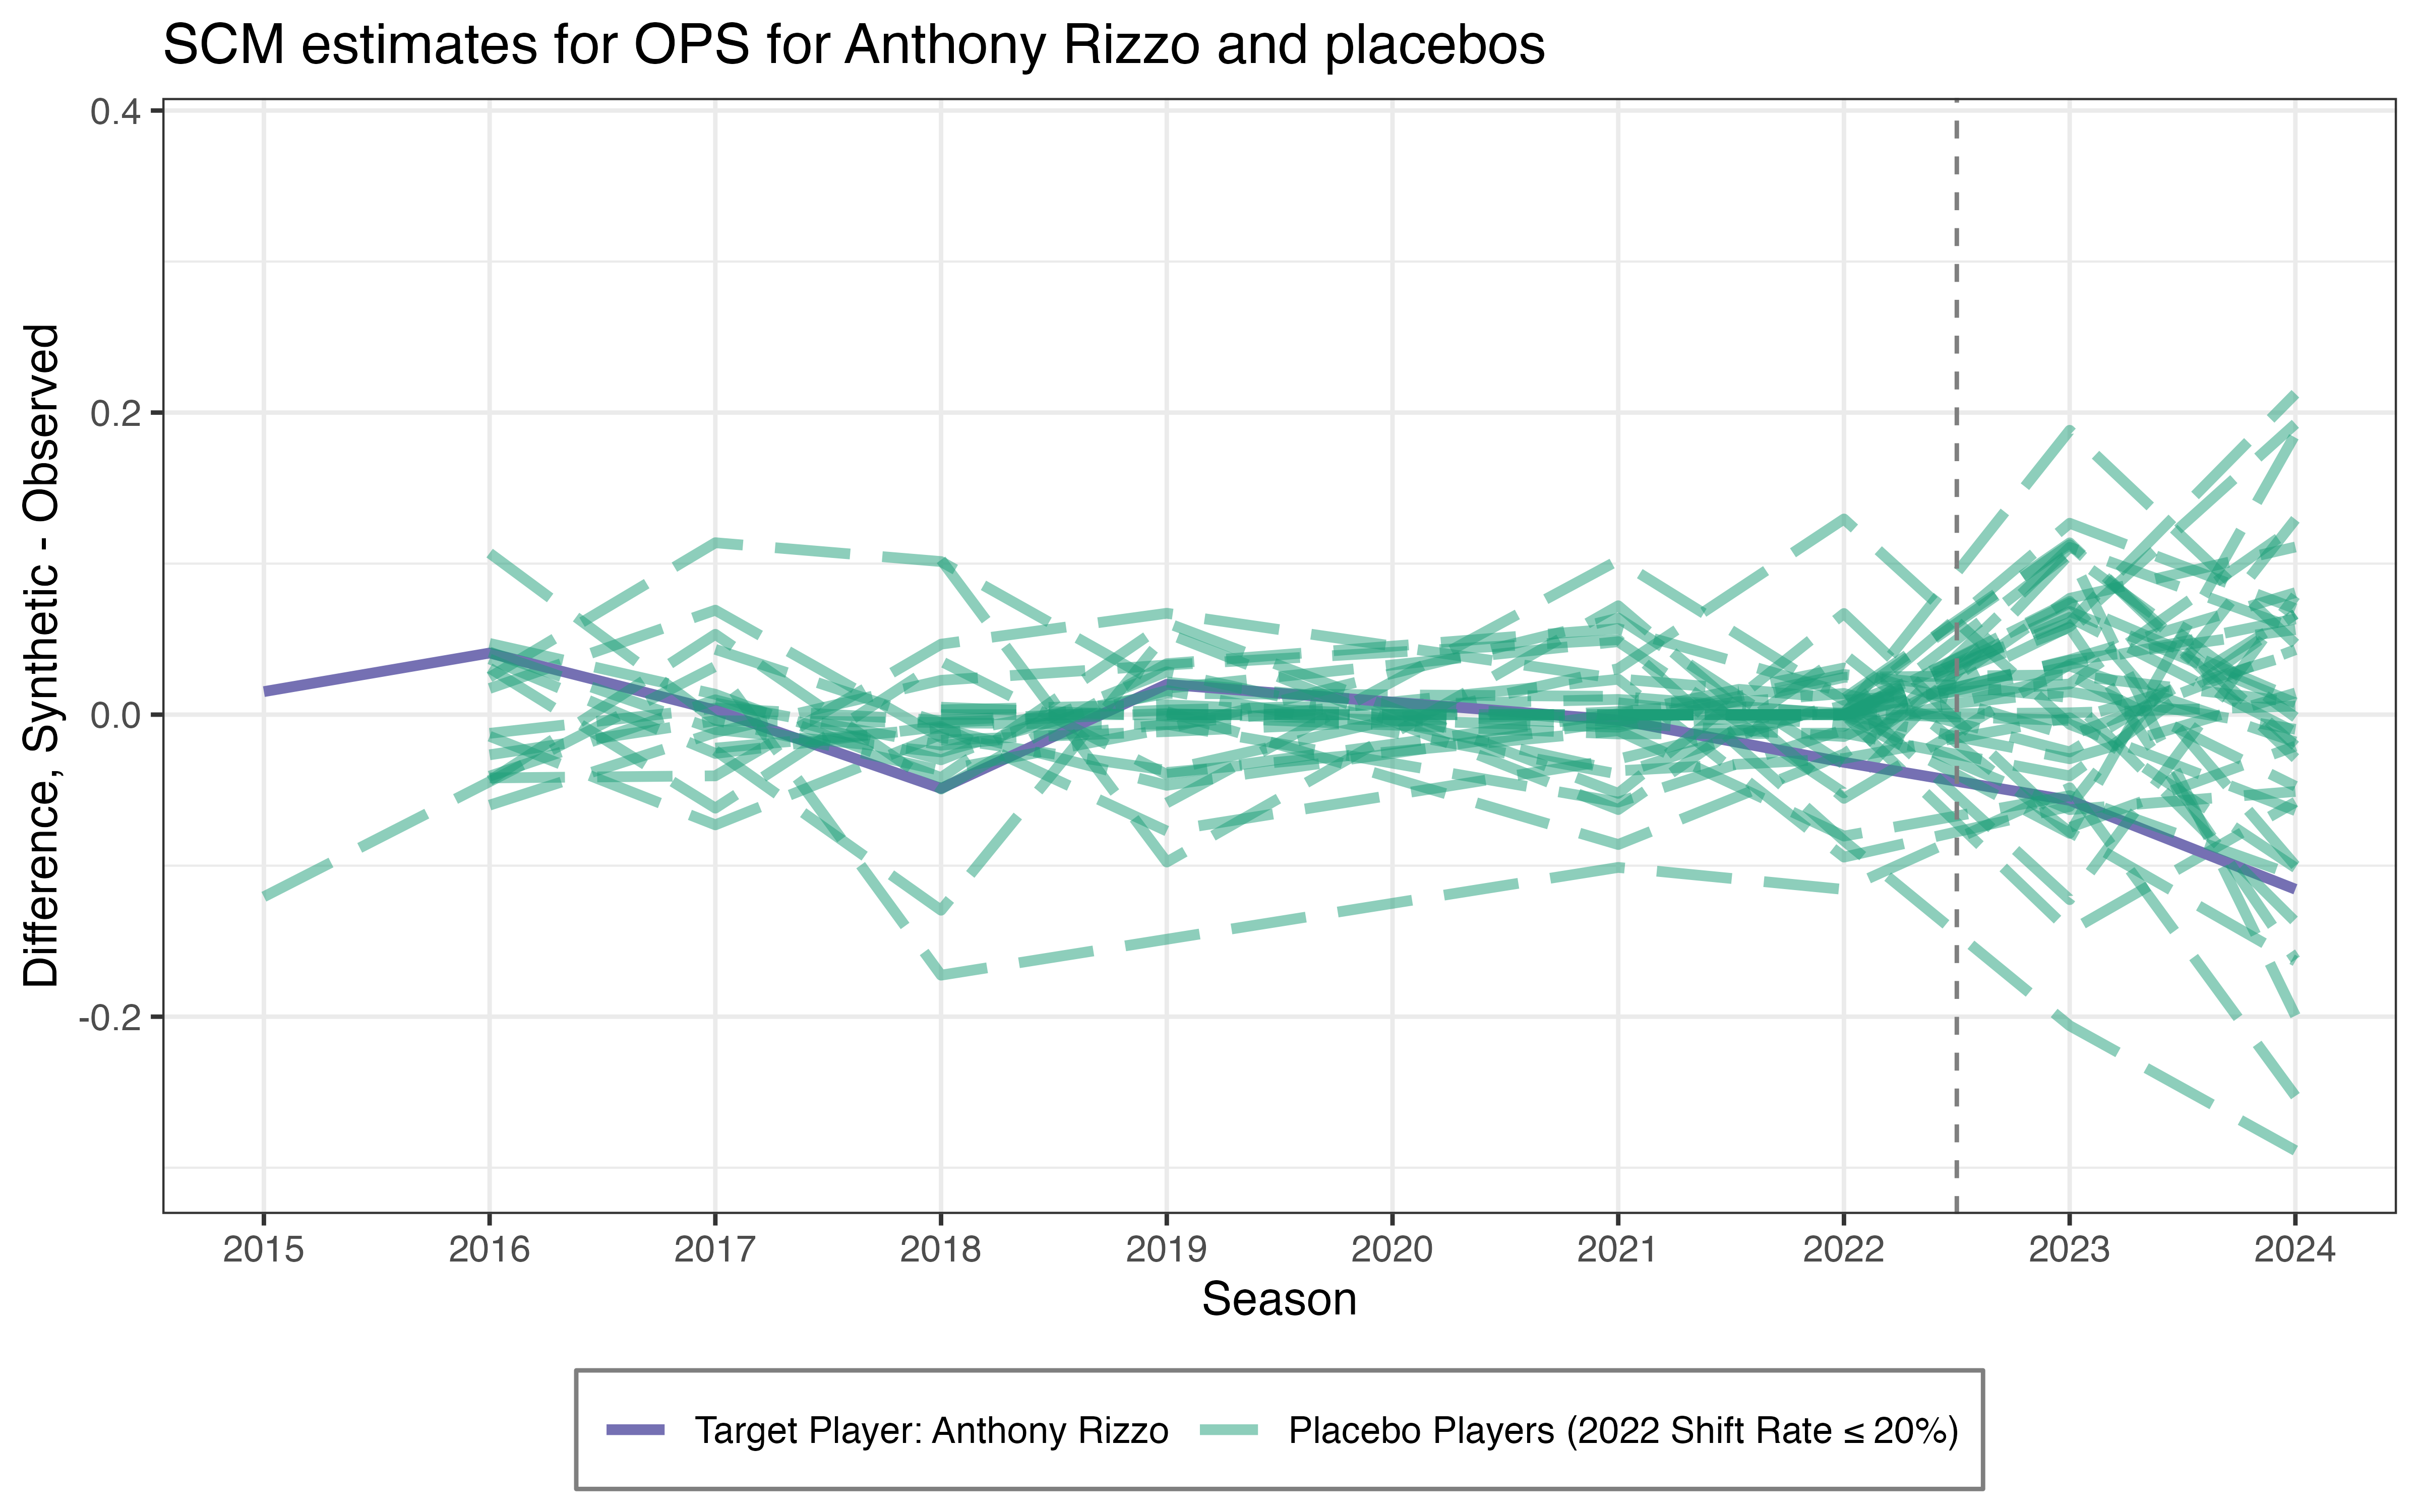 SCM estimates for OPS for Anthony Rizzo and placebos
Difference, Synthetic - Observed
0.4
0.2
0.0
-0.2
2015 2016 2017 2018 2019 2020 2021 2022 2023 2024
Season
Target Player: Anthony Rizzo Placebo Players (2022 Shift Rate ≤ 20%)